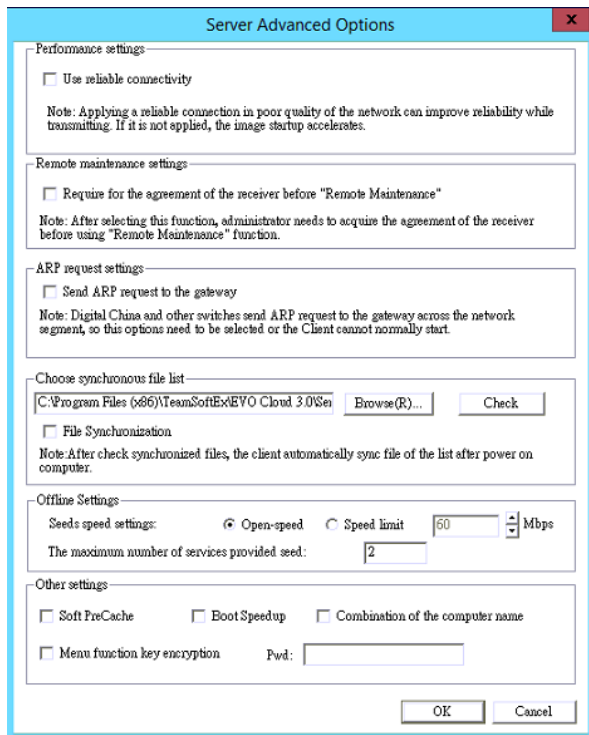 Server Advanced Options
x
Performance settings
Use reliable connectivity
Note: Applying a reliable connection in poor quality of the network can improve reliability while
transmitting. If it is not applied, the image startup accelerates.
Remote maintenance settings
Require for the agreement of the receiver before "Remote Maintenance"
Note: After selecting this function, administrator needs to acquire the agreement of the receiver
before using "Remote Maintenance" function.
ARP request settings
Send ARP request to the gateway
Note: Digital China and other switches send ARP request to the gateway across the network
segment, so this options need to be selected or the Client cannot normally start.
Choose synchronous file list
C:\Program Files (x86)\TeamSoftEx\EVO Cloud 3.0\Ser Browse(R)... Check
File Synchronization
Note:After check synchronized files, the client automatically sync file of the list after power on
computer.
Offline Settings
Seeds speed settings: Open-speed Speed limit 60 Mbps
The maximum number of services provided seed: 2
Other settings
Soft PreCache Boot Speedup Combination of the computer name
Menu function key encryption Pwd:
OK Cancel